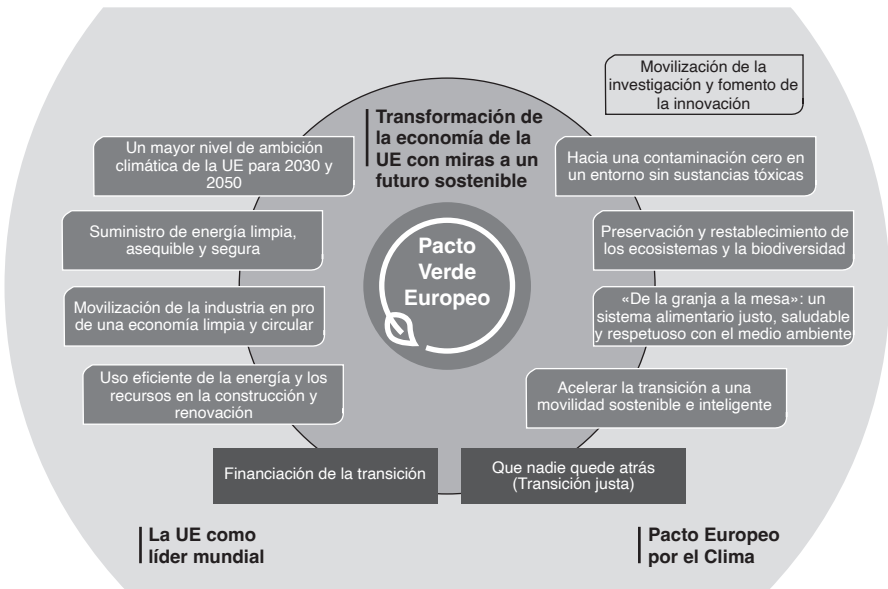 Movilización de la
investigación y fomento de
la innovación
Transformación de
la economía de la
UE con miras a un
futuro sostenible
Un mayor nivel de ambición
climática de la UE para 2030 y
2050
Hacia una contaminación cero en
un entorno sin sustancias tóxicas
Suministro de energía limpia,
asequible y segura
Preservación y restablecimiento de
los ecosistemas y la biodiversidad
Pacto
Verde
Europeo
Movilización de la industria en pro
de una economía limpia y circular
«De la granja a la mesa»: un
sistema alimentario justo, saludable
y respetuoso con el medio ambiente
Uso eficiente de la energía y los
recursos en la construcción y
renovación
Acelerar la transición a una
movilidad sostenible e inteligente
Financiación de la transición
Que nadie quede atrás
(Transición justa)
La UE como
líder mundial
Pacto Europeo
por el Clima